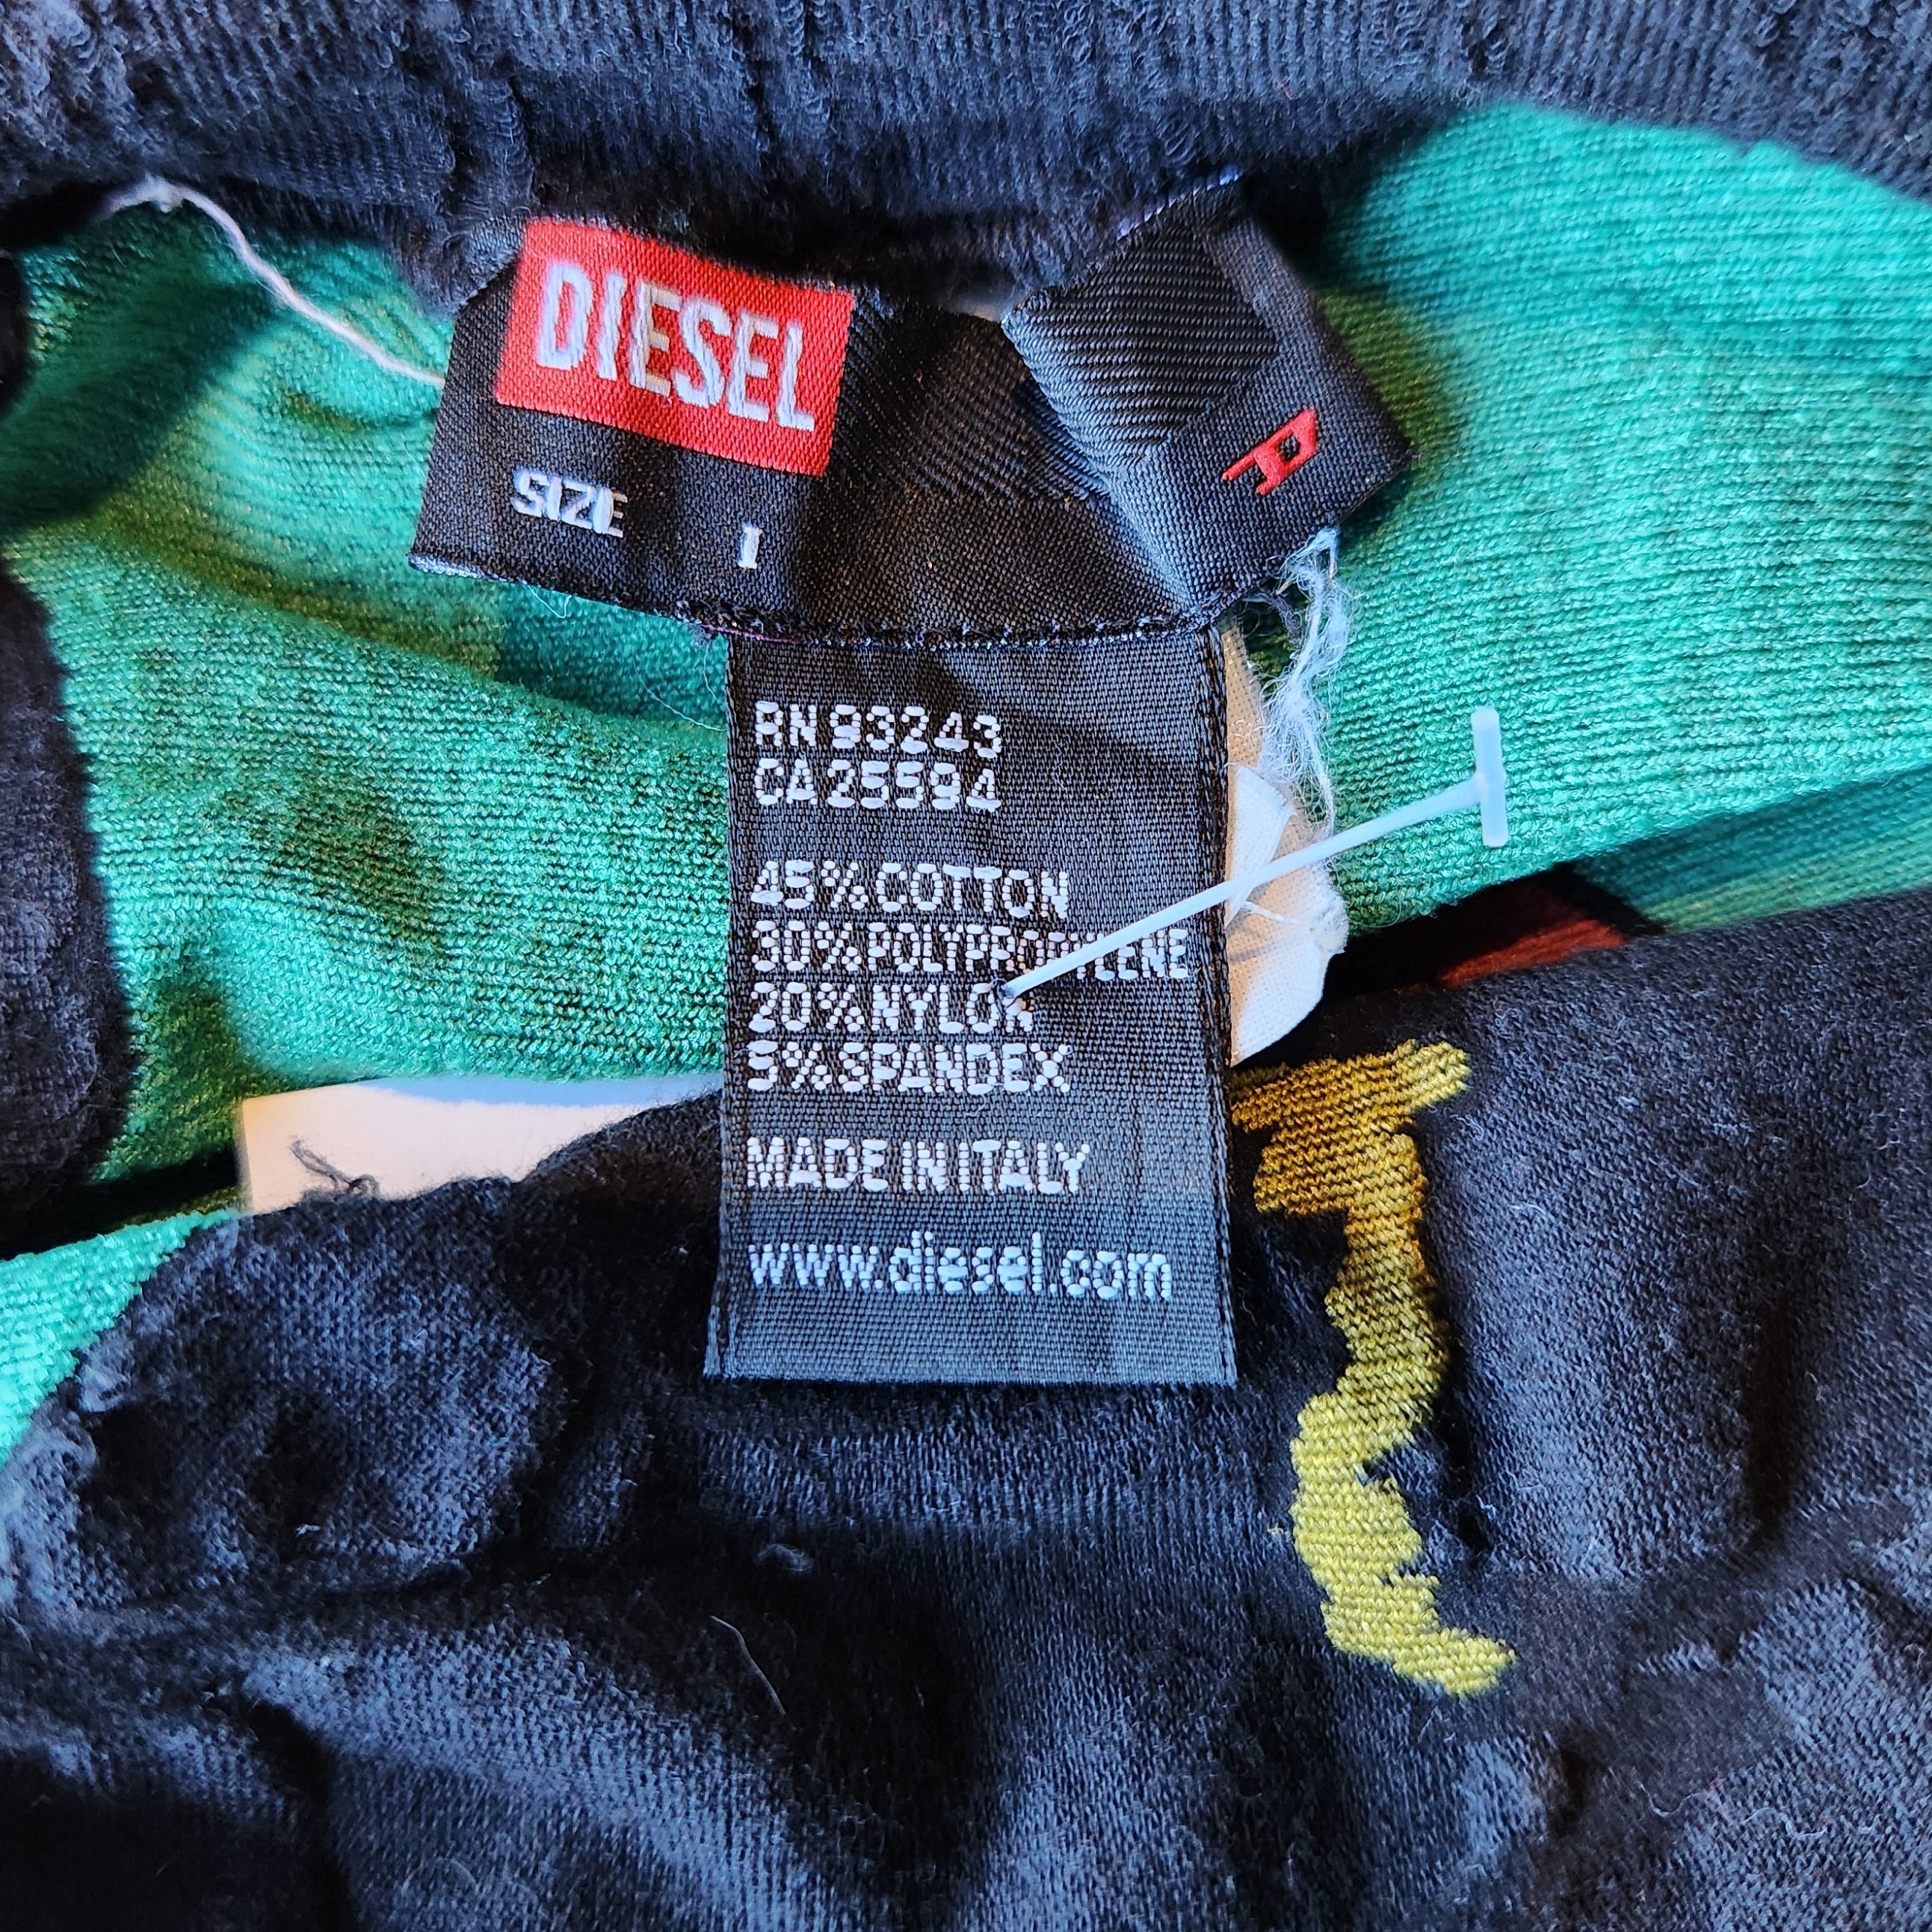 DIESEL
SIZE I
D
RN 93243
CA 25594
45% COTTON
30% POLYPROPYLENE
20% NYLON
5% SPANDEX
MADE IN ITALY
www.diesel.com